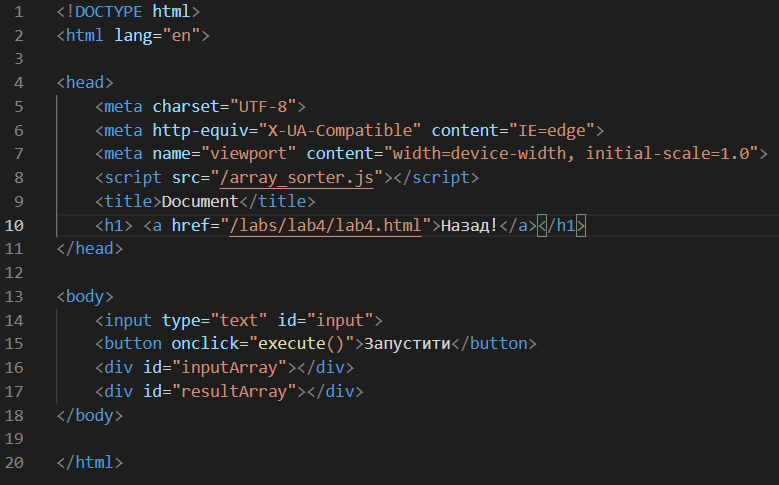 1 <!DOCTYPE html>
2 <html lang="en">
3
4 <head>
5     <meta charset="UTF-8">
6     <meta http-equiv="X-UA-Compatible" content="IE=edge">
7     <meta name="viewport" content="width=device-width, initial-scale=1.0">
8     <script src="/array_sorter.js"></script>
9     <title>Document</title>
10     <h1> <a href="/labs/lab4/lab4.html">Назад!</a></h1>
11 </head>
12
13 <body>
14     <input type="text" id="input">
15     <button onclick="execute()">Запустити</button>
16     <div id="inputArray"></div>
17     <div id="resultArray"></div>
18 </body>
19
20 </html>